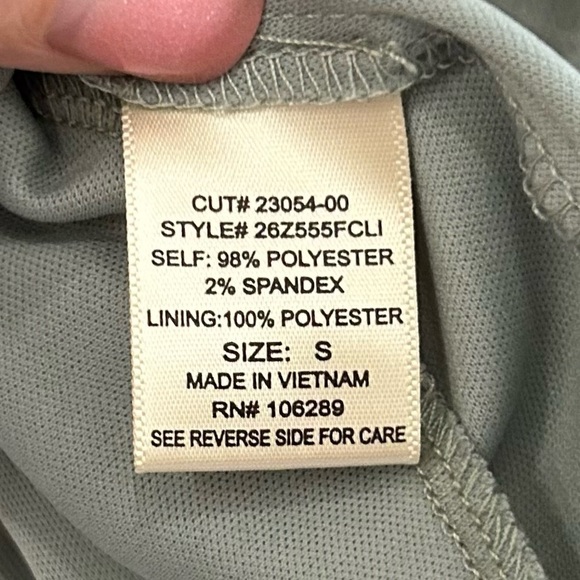 CUT# 23054-00
STYLE# 26Z555FCLI
SELF: 98% POLYESTER
2% SPANDEX
LINING:100% POLYESTER
SIZE: S
MADE IN VIETNAM
RN# 106289
SEE REVERSE SIDE FOR CARE